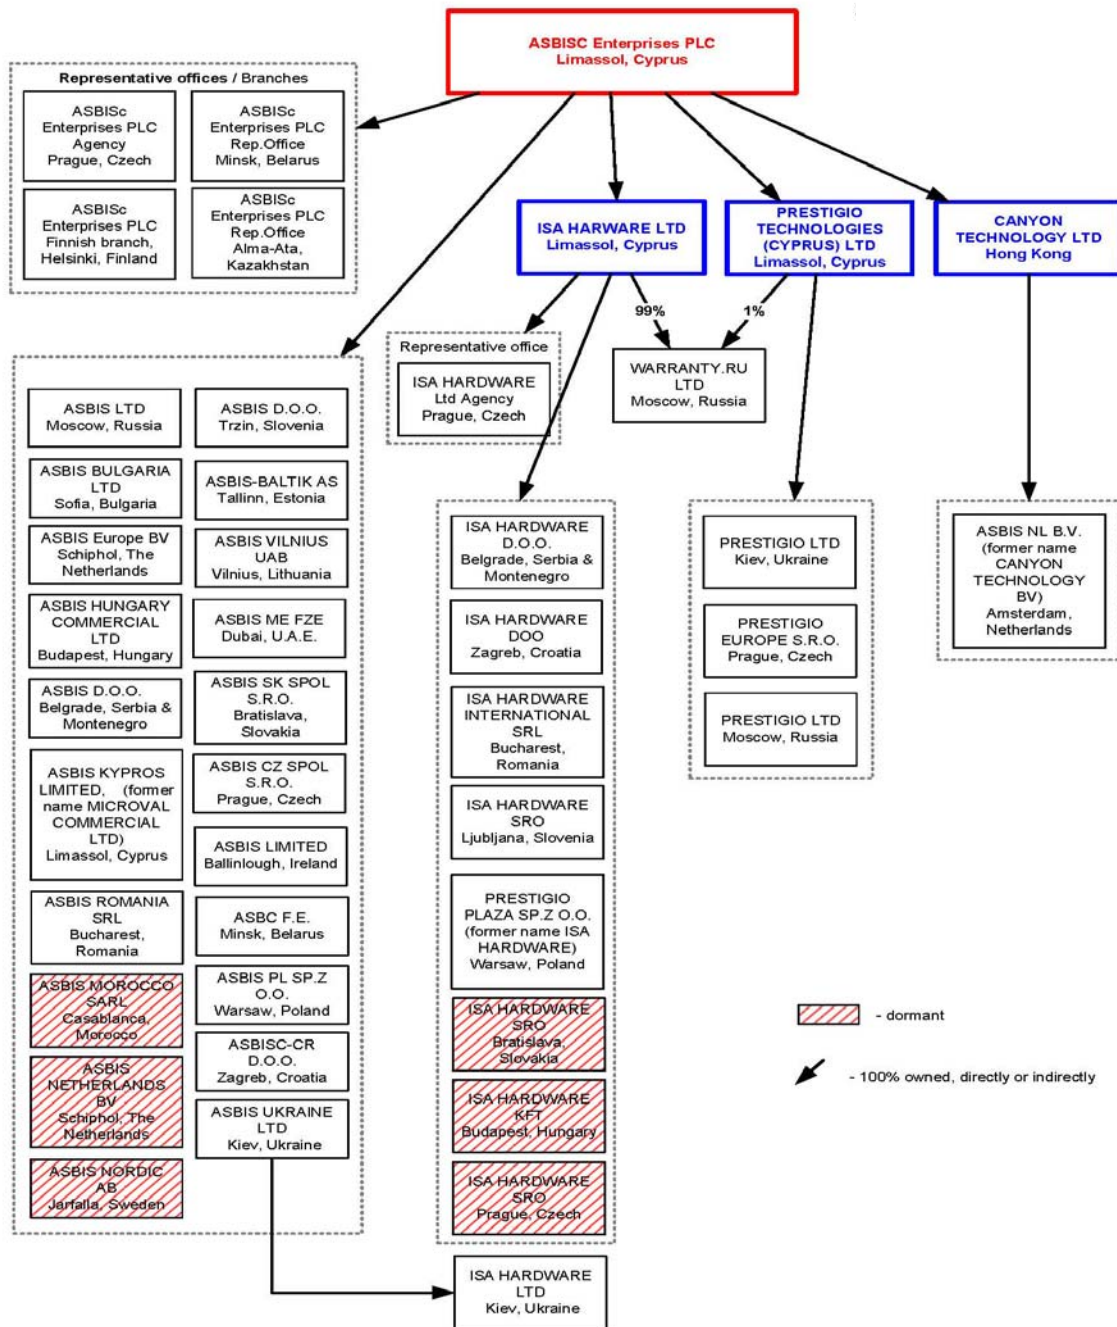 ASBISC Enterprises PLC
Limassol, Cyprus
Representative offices / Branches
ASBISc
Enterprises PLC
Agency
Prague, Czech
ASBISc
Enterprises PLC
Rep.Office
Minsk, Belarus
ASBISc
Enterprises PLC
Finnish branch,
Helsinki, Finland
ASBISc
Enterprises PLC
Rep.Office
Alma-Ata,
Kazakhstan
ISA HARWARE LTD
Limassol, Cyprus
PRESTIGIO
TECHNOLOGIES
(CYPRUS) LTD
Limassol, Cyprus
CANYON
TECHNOLOGY LTD
Hong Kong
99%
1%
Representative office
ISA HARDWARE
Ltd Agency
Prague, Czech
WARRANTY.RU
LTD
Moscow, Russia
ASBIS LTD
Moscow, Russia
ASBIS D.O.O.
Trzin, Slovenia
ASBIS BULGARIA
LTD
Sofia, Bulgaria
ASBIS-BALTIK AS
Tallinn, Estonia
ASBIS Europe BV
Schiphol, The
Netherlands
ASBIS VILNIUS
UAB
Vilnius, Lithuania
ASBIS HUNGARY
COMMERCIAL
LTD
Budapest, Hungary
ASBIS ME FZE
Dubai, U.A.E.
ASBIS D.O.O.
Belgrade, Serbia &
Montenegro
ASBIS SK SPOL
S.R.O.
Bratislava,
Slovakia
ASBIS KYPROS
LIMITED, (former
name MICROVAL
COMMERCIAL
LTD)
Limassol, Cyprus
ASBIS CZ SPOL
S.R.O.
Prague, Czech
ASBIS LIMITED
Ballinlough, Ireland
ASBIS ROMANIA
SRL
Bucharest,
Romania
ASBC F.E.
Minsk, Belarus
ASBIS MOROCCO
SARL
Casablanca,
Morocco
ASBIS PL SP.Z
O.O.
Warsaw, Poland
ASBIS
NETHERLANDS
BV
Schiphol, The
Netherlands
ASBISC-CR
D.O.O.
Zagreb, Croatia
ASBIS UKRAINE
LTD
Kiev, Ukraine
ASBIS NORDIC
AB
Jarfalla, Sweden
ISA HARDWARE
D.O.O.
Belgrade, Serbia &
Montenegro
ISA HARDWARE
DOO
Zagreb, Croatia
ISA HARDWARE
INTERNATIONAL
SRL
Bucharest,
Romania
ISA HARDWARE
SRO
Ljubljana, Slovenia
PRESTIGIO
PLAZA SP.Z O.O.
(former name ISA
HARDWARE)
Warsaw, Poland
ISA HARDWARE
SRO
Bratislava,
Slovakia
ISA HARDWARE
KFT
Budapest, Hungary
ISA HARDWARE
SRO
Prague, Czech
ISA HARDWARE
LTD
Kiev, Ukraine
PRESTIGIO LTD
Kiev, Ukraine
PRESTIGIO
EUROPE S.R.O.
Prague, Czech
PRESTIGIO LTD
Moscow, Russia
ASBIS NL B.V.
(former name
CANYON
TECHNOLOGY
BV)
Amsterdam,
Netherlands
- dormant
- 100% owned, directly or indirectly